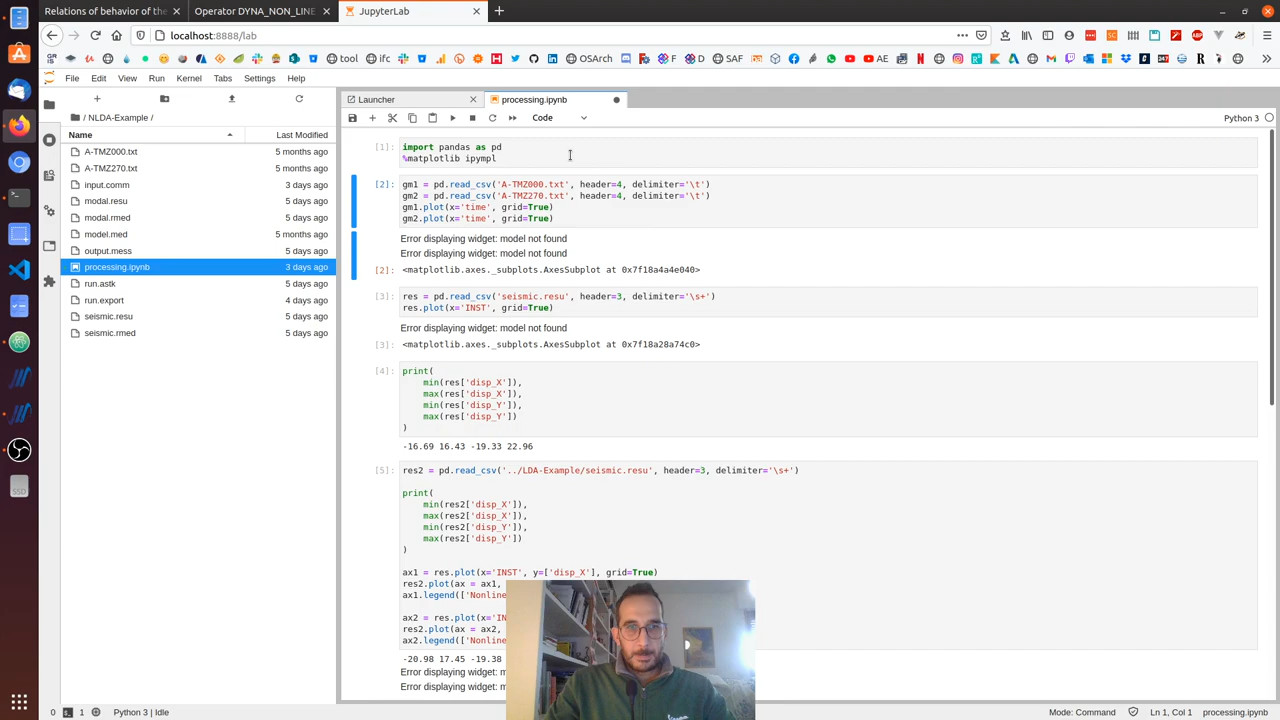 Relations of behavior of the
Operator DYNA_NON_LINE
JupyterLab
localhost:8888/lab
tool
ifc
OSArch
F
D
SAF
AE
File Edit View Run Kernel Tabs Settings Help
Launcher
processing.ipynb
Code
Python 3
/ NLDA-Example /
Name
Last Modified
A-TMZ000.txt 5 months ago
A-TMZ270.txt 5 months ago
input.comm 3 days ago
modal.resu 5 days ago
modal.rmed 5 days ago
model.med 5 months ago
output.mess 5 days ago
processing.ipynb 3 days ago
run.astk 5 days ago
run.export 4 days ago
seismic.resu 5 days ago
seismic.rmed 5 days ago
[1]: import pandas as pd
%matplotlib ipympl
[2]: gm1 = pd.read_csv('A-TMZ000.txt', header=4, delimiter='\t')
gm2 = pd.read_csv('A-TMZ270.txt', header=4, delimiter='\t')
gm1.plot(x='time', grid=True)
gm2.plot(x='time', grid=True)
Error displaying widget: model not found
Error displaying widget: model not found
[2]: <matplotlib.axes._subplots.AxesSubplot at 0x7f18a4a4e040>
[3]: res = pd.read_csv('seismic.resu', header=3, delimiter='\s+')
res.plot(x='INST', grid=True)
Error displaying widget: model not found
[3]: <matplotlib.axes._subplots.AxesSubplot at 0x7f18a28a74c0>
[4]: print(
min(res['disp_X']),
max(res['disp_X']),
min(res['disp_Y']),
max(res['disp_Y'])
)
-16.69 16.43 -19.33 22.96
[5]: res2 = pd.read_csv('../LDA-Example/seismic.resu', header=3, delimiter='\s+')
print(
min(res2['disp_X']),
max(res2['disp_X']),
min(res2['disp_Y']),
max(res2['disp_Y'])
)
ax1 = res.plot(x='INST', y=['disp_X'], grid=True)
res2.plot(ax = ax1,
ax1.legend(['Nonline
ax2 = res.plot(x='IN
res2.plot(ax = ax2,
ax2.legend(['Nonline
-20.98 17.45 -19.38
Error displaying widget: m
Error displaying widget: m
0 1 Python 3 | Idle
Mode: Command
Ln 1, Col 1
processing.ipynb